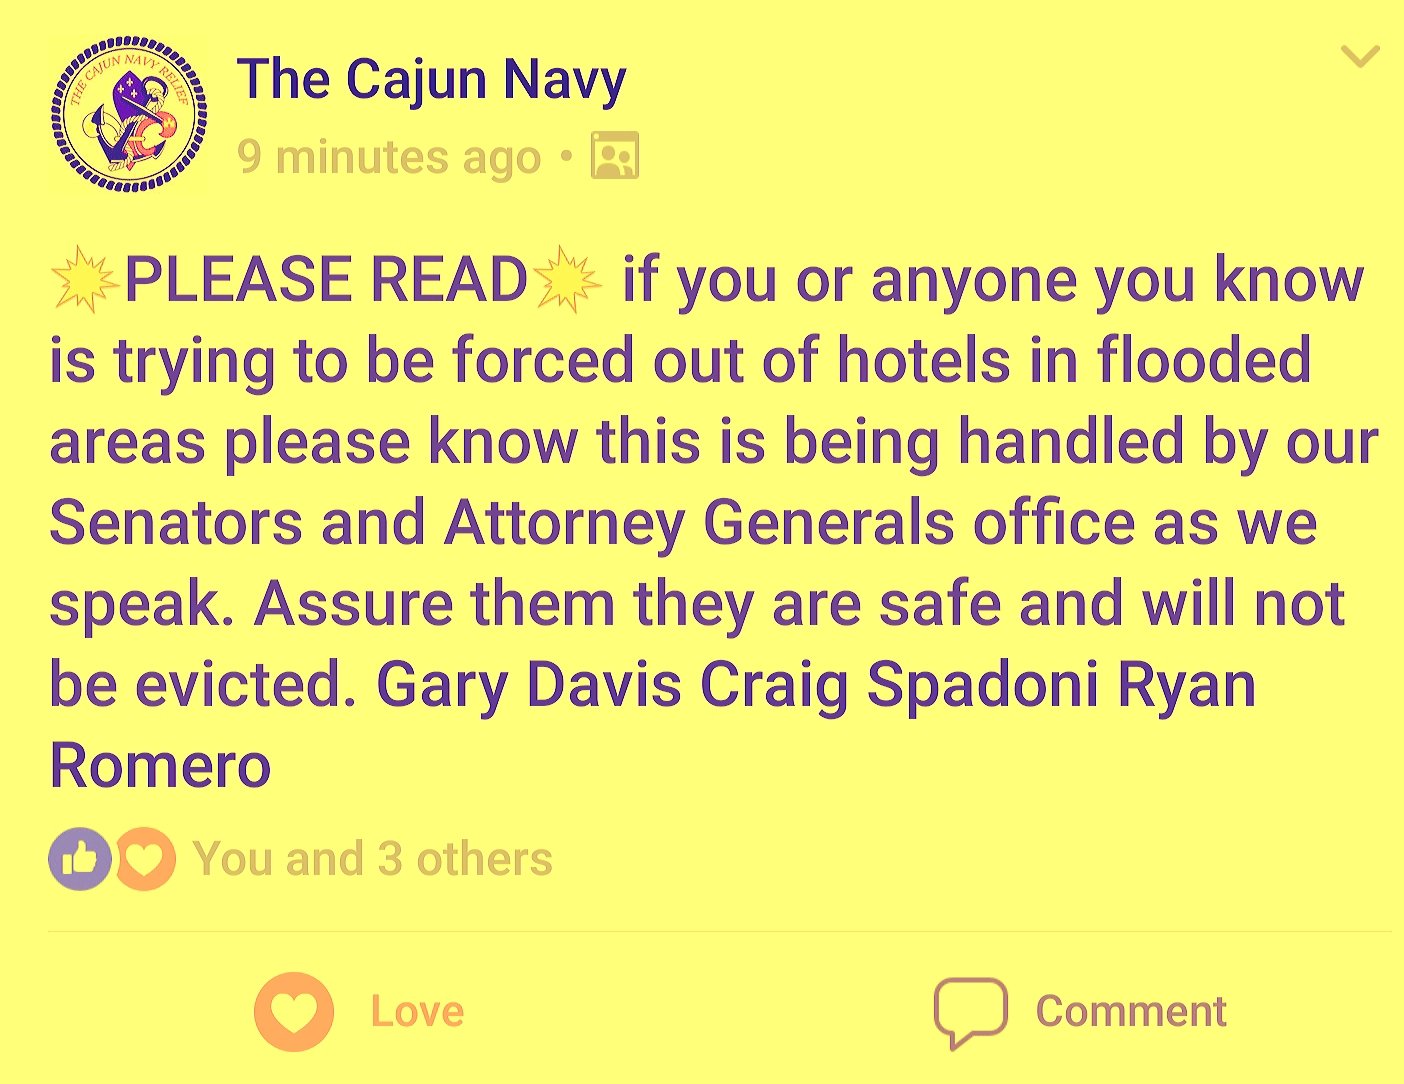 THE CAJUN NAVY RELIEF
The Cajun Navy
9 minutes ago •
💥PLEASE READ💥 if you or anyone you know
is trying to be forced out of hotels in flooded
areas please know this is being handled by our
Senators and Attorney Generals office as we
speak. Assure them they are safe and will not
be evicted. Gary Davis Craig Spadoni Ryan
Romero
You and 3 others
Love
Comment